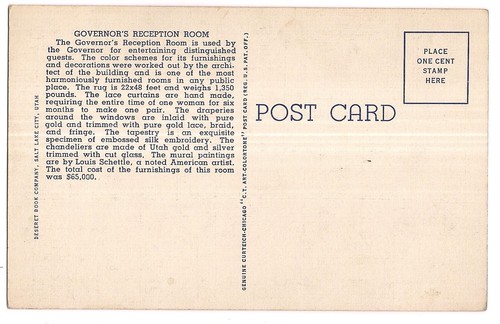 GOVERNOR'S RECEPTION ROOM
The Governor's Reception Room is used by
the Governor for entertaining distinguished
guests. The color schemes for its furnishings
and decorations were worked out by the archi-
tect of the building and is one of the most
harmoniously furnished rooms in any public
place. The rug is 22x48 feet and weighs 1,350
pounds. The lace curtains are hand made,
requiring the entire time of one woman for six
months to make one pair. The draperies
around the windows are inlaid with pure
gold and trimmed with pure gold lace, braid,
and fringe. The tapestry is an exquisite
specimen of embossed silk embroidery. The
chandeliers are made of Utah gold and silver
trimmed with cut glass. The mural paintings
are by Louis Schettle, a noted American artist.
The total cost of the furnishings of this room
was $65,000.
DESERET BOOK COMPANY, SALT LAKE CITY, UTAH
GENUINE CURTEICH-CHICAGO "C.T. ART-COLORTONE" POST CARD (REG. U.S. PAT. OFF.)
POST CARD
PLACE
ONE CENT
STAMP
HERE